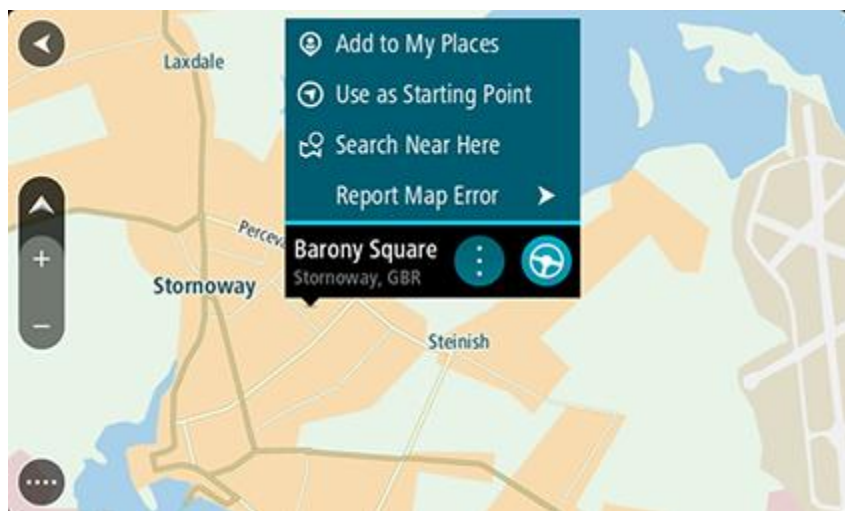 Laxdale
Add to My Places
Use as Starting Point
Search Near Here
Report Map Error
Barony Square
Stornoway, GBR
Stornoway
Steinish